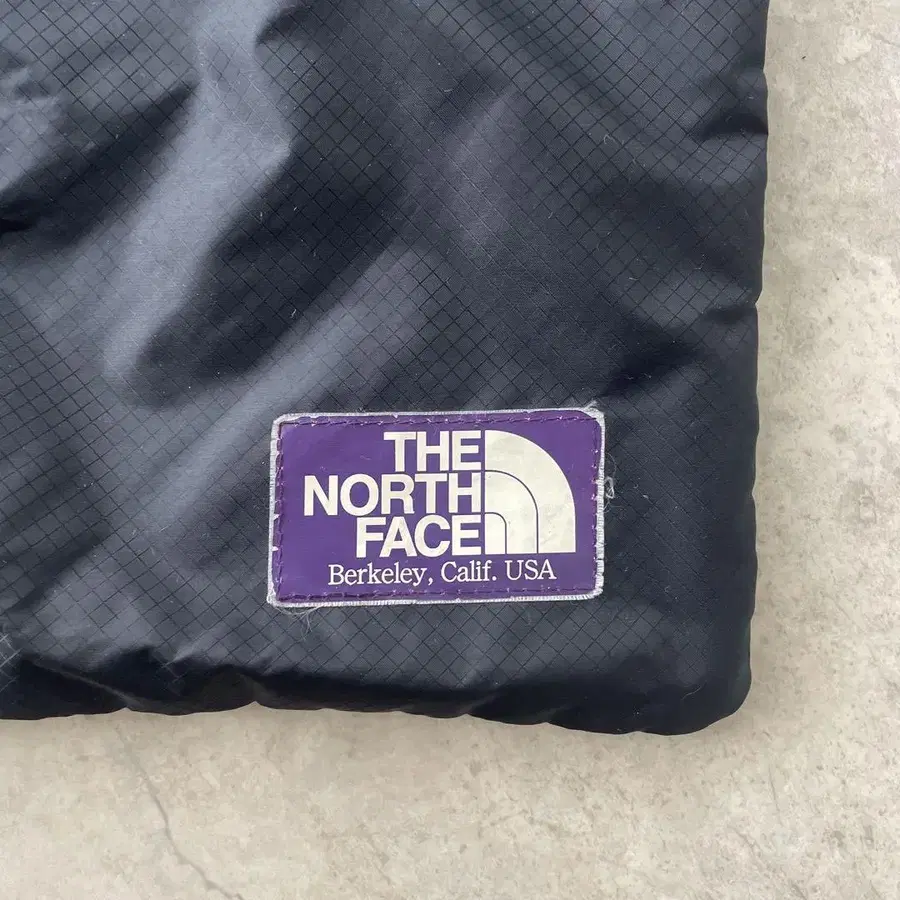 THE
NORTH
FACE
Berkeley, Calif. USA